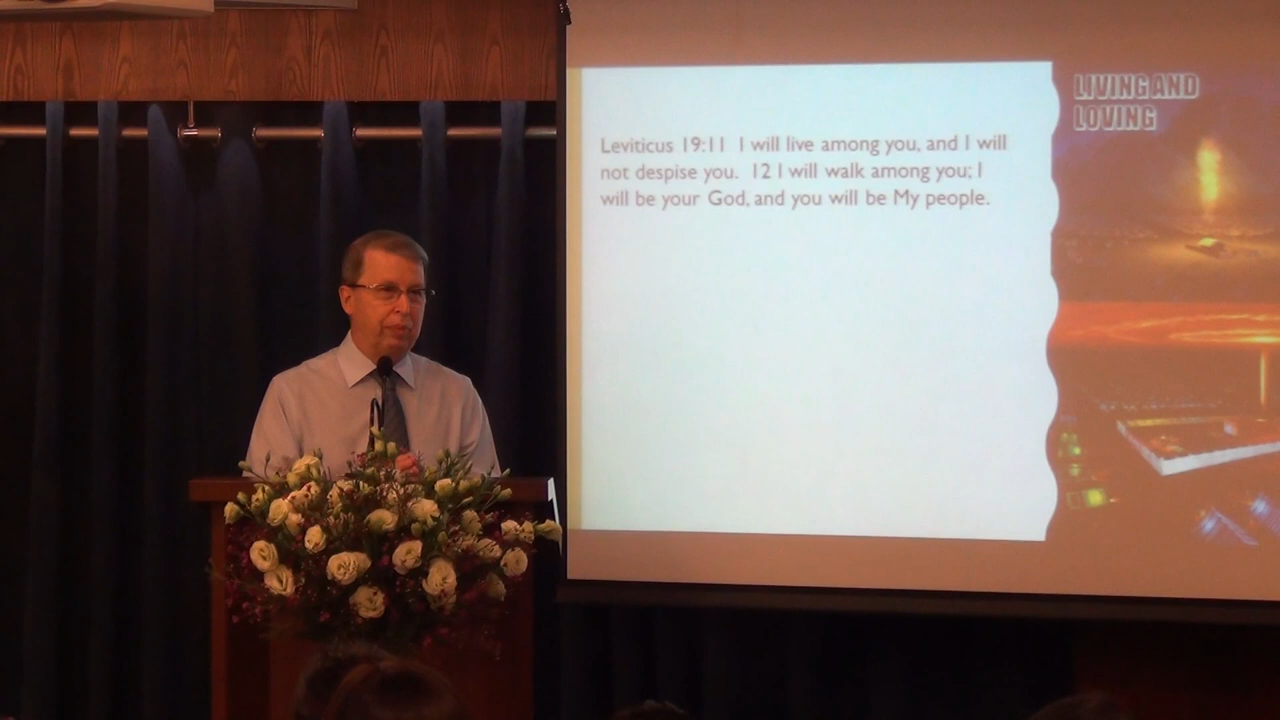 LIVING AND
LOVING
Leviticus 19:11 I will live among you, and I will
not despise you. 12 I will walk among you; I
will be your God, and you will be My people.